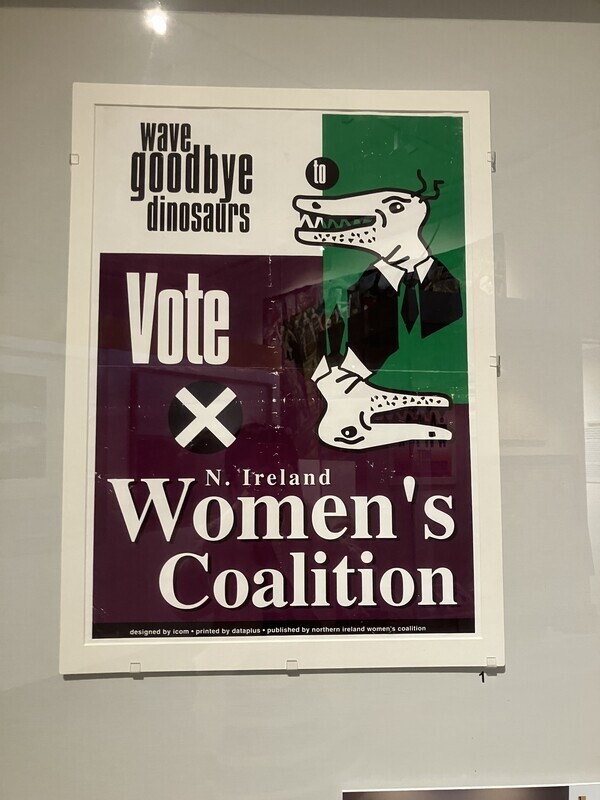 wave
goodbye
to
dinosaurs
Vote
X
N. Ireland
Women's
Coalition
designed by icom • printed by dataplus • published by northern ireland women's coalition
1